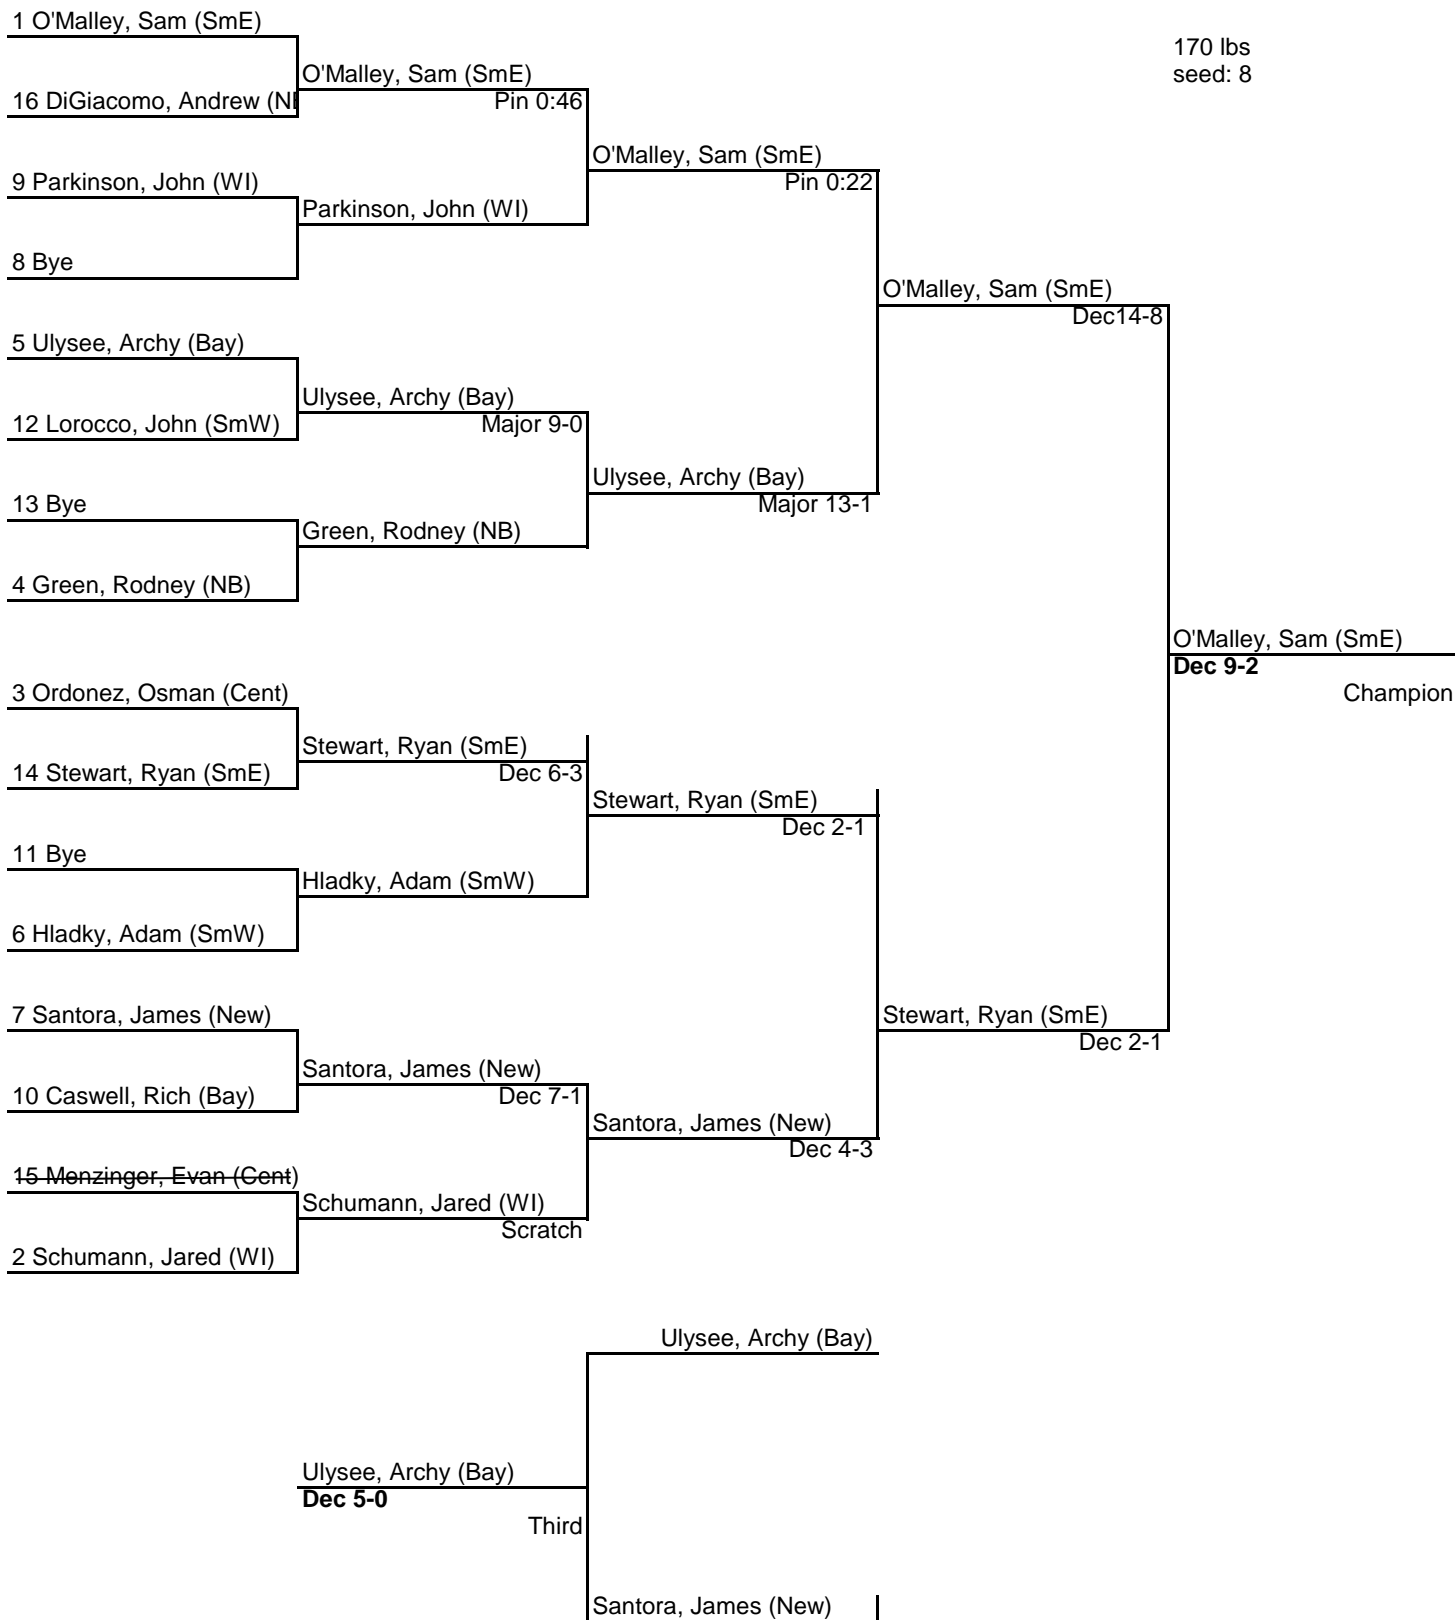 1 O'Malley, Sam (SmE)
170 lbs
seed: 8
O'Malley, Sam (SmE)
16 DiGiacomo, Andrew (NB
Pin 0:46
O'Malley, Sam (SmE)
9 Parkinson, John (WI)
Pin 0:22
Parkinson, John (WI)
8 Bye
O'Malley, Sam (SmE)
Dec14-8
5 Ulysee, Archy (Bay)
Ulysee, Archy (Bay)
12 Lorocco, John (SmW)
Major 9-0
Ulysee, Archy (Bay)
13 Bye
Major 13-1
Green, Rodney (NB)
4 Green, Rodney (NB)
O'Malley, Sam (SmE)
Dec 9-2
Champion
3 Ordonez, Osman (Cent)
Stewart, Ryan (SmE)
14 Stewart, Ryan (SmE)
Dec 6-3
Stewart, Ryan (SmE)
Dec 2-1
11 Bye
Hladky, Adam (SmW)
6 Hladky, Adam (SmW)
7 Santora, James (New)
Stewart, Ryan (SmE)
Dec 2-1
Santora, James (New)
10 Caswell, Rich (Bay)
Dec 7-1
Santora, James (New)
Dec 4-3
15 Menzinger, Evan (Cent)
Schumann, Jared (WI)
Scratch
2 Schumann, Jared (WI)
Ulysee, Archy (Bay)
Ulysee, Archy (Bay)
Dec 5-0
Third
Santora, James (New)